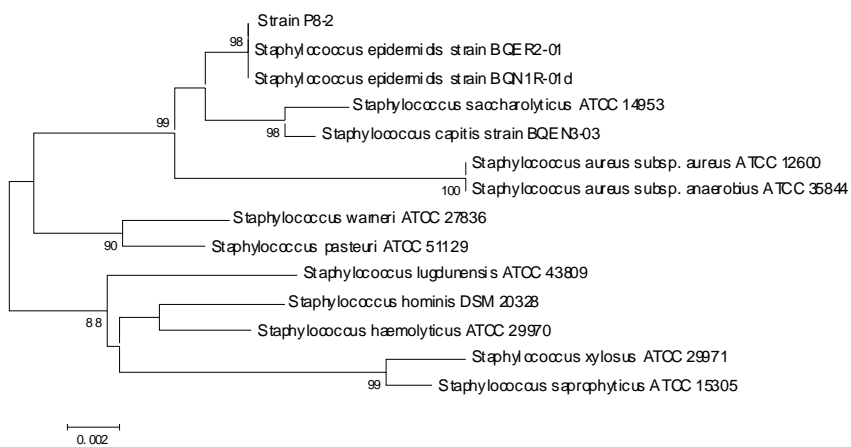 Strain P8-2
98
Staphylococcus epidermidis strain BQER2-01
Staphylococcus epidermidis strain BQN1R-01d
Staphylococcus saccharolyticus ATCC 14953
99
98
Staphylococcus capitis strain BQEN3-03
Staphylococcus aureus subsp. aureus ATCC 12600
100
Staphylococcus aureus subsp. anaerobius ATCC 35844
Staphylococcus warneri ATCC 27836
90
Staphylococcus pasteuri ATCC 51129
Staphylococcus lugdunensis ATCC 43809
Staphylococcus hominis DSM 20328
88
Staphylococcus haemolyticus ATCC 29970
Staphylococcus xylosus ATCC 29971
99
Staphylococcus saprophyticus ATCC 15305
0.002